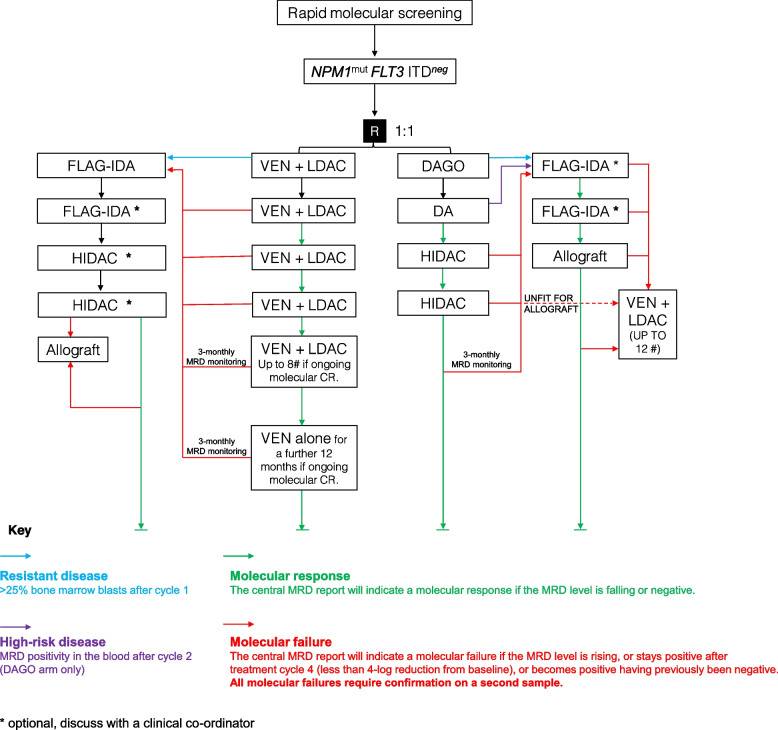 Rapid molecular screening
NPM1mut FLT3 ITDneg
R 1:1
FLAG-IDA
VEN + LDAC
DAGO
FLAG-IDA *
FLAG-IDA *
VEN + LDAC
DA
FLAG-IDA *
HIDAC *
VEN + LDAC
HIDAC
Allograft
HIDAC *
VEN + LDAC
HIDAC
UNFIT FOR
ALLOGRAFT
VEN +
LDAC
(UP TO
12 #)
Allograft
3-monthly
MRD monitoring
VEN + LDAC
Up to 8# if ongoing
molecular CR.
3-monthly
MRD monitoring
3-monthly
MRD monitoring
VEN alone for
a further 12
months if ongoing
molecular CR.
Key
Resistant disease
>25% bone marrow blasts after cycle 1
Molecular response
The central MRD report will indicate a molecular response if the MRD level is falling or negative.
High-risk disease
MRD positivity in the blood after cycle 2
(DAGO arm only)
Molecular failure
The central MRD report will indicate a molecular failure if the MRD level is rising, or stays positive after
treatment cycle 4 (less than 4-log reduction from baseline), or becomes positive having previously been negative.
All molecular failures require confirmation on a second sample.
* optional, discuss with a clinical co-ordinator